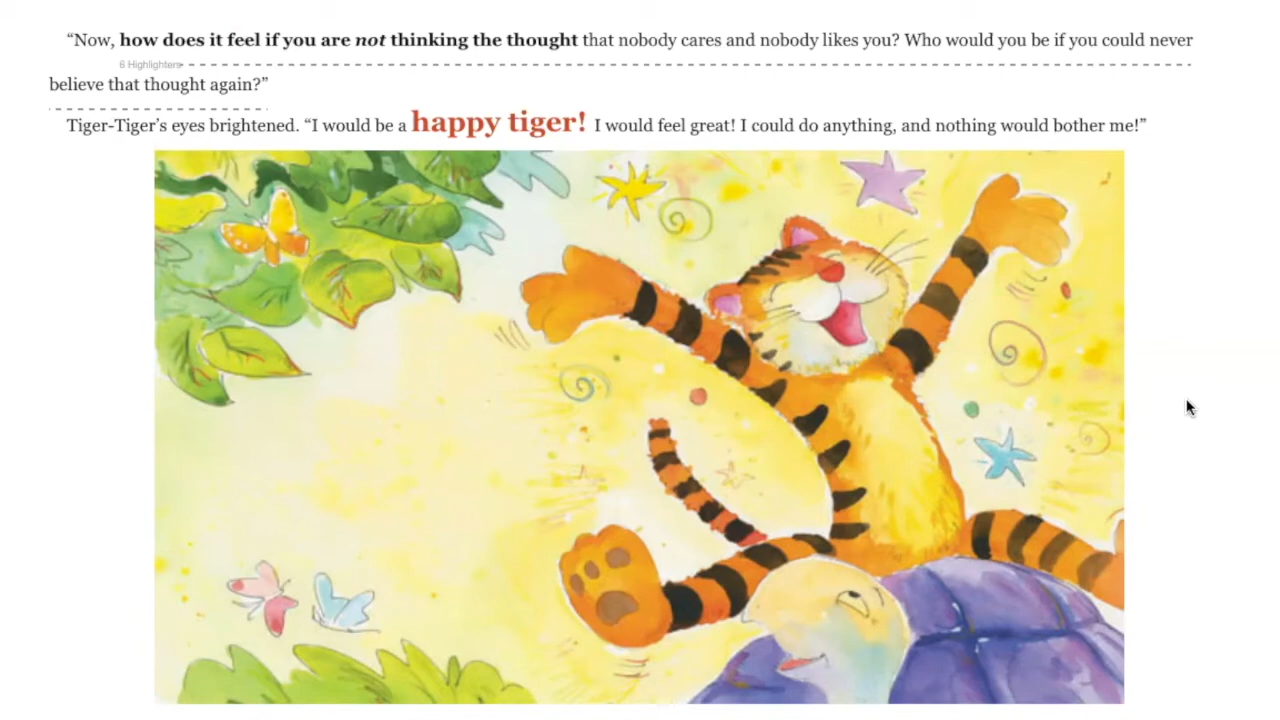 “Now, how does it feel if you are not thinking the thought that nobody cares and nobody likes you? Who would you be if you could never
6 Highlighters
believe that thought again?”
Tiger-Tiger’s eyes brightened. “I would be a happy tiger! I would feel great! I could do anything, and nothing would bother me!”